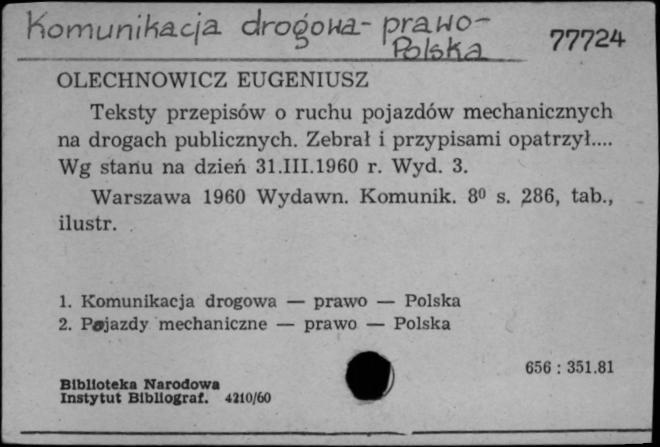 Komunikacja drogowa - prawo -
Polska
77724
OLECHNOWICZ EUGENIUSZ
Teksty przepisów o ruchu pojazdów mechanicznych
na drogach publicznych. Zebrał i przypisami opatrzył....
Wg stanu na dzień 31.III.1960 r. Wyd. 3.
Warszawa 1960 Wydawn. Komunik. 8⁰ s. 286, tab.,
ilustr.
1. Komunikacja drogowa — prawo — Polska
2. Pojazdy mechaniczne — prawo — Polska
656 : 351.81
Biblioteka Narodowa
Instytut Bibliograf. 4210/60